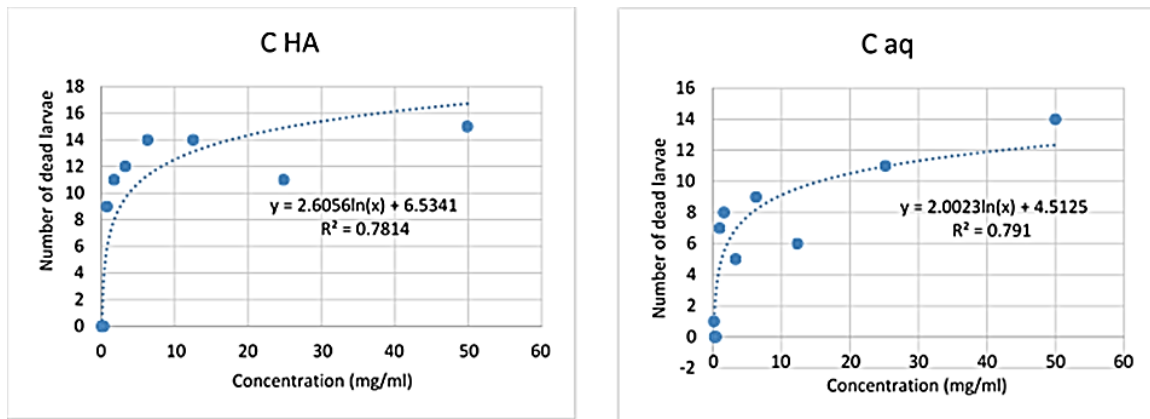 C HA
Number of dead larvae
18
16
14
12
10
8
6
4
2
0
y = 2.6056ln(x) + 6.5341
R² = 0.7814
0 10 20 30 40 50 60
Concentration (mg/ml)
C aq
Number of dead larvae
16
14
12
10
8
6
4
2
0
-2
y = 2.0023ln(x) + 4.5125
R² = 0.791
0 10 20 30 40 50 60
Concentration (mg/ml)